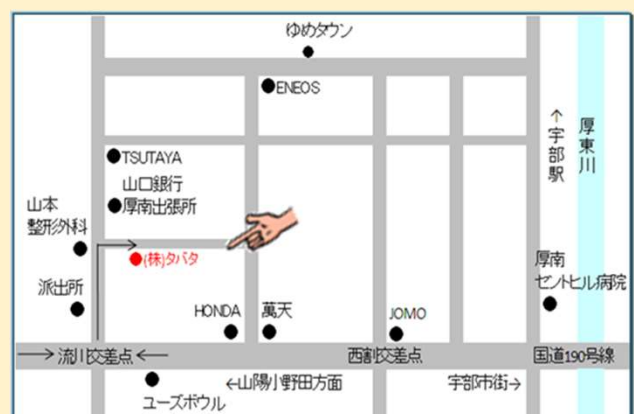 ゆめタウン
ENEOS
↑宇部駅
厚東川
TSUTAYA
山口銀行
厚南出張所
山本
整形外科
(株)タバタ
派出所
厚南
セントヒル病院
HONDA
萬天
JOMO
→流川交差点←
西割交差点
国道190号線
←山陽小野田方面
宇部市街→
ユーズボウル